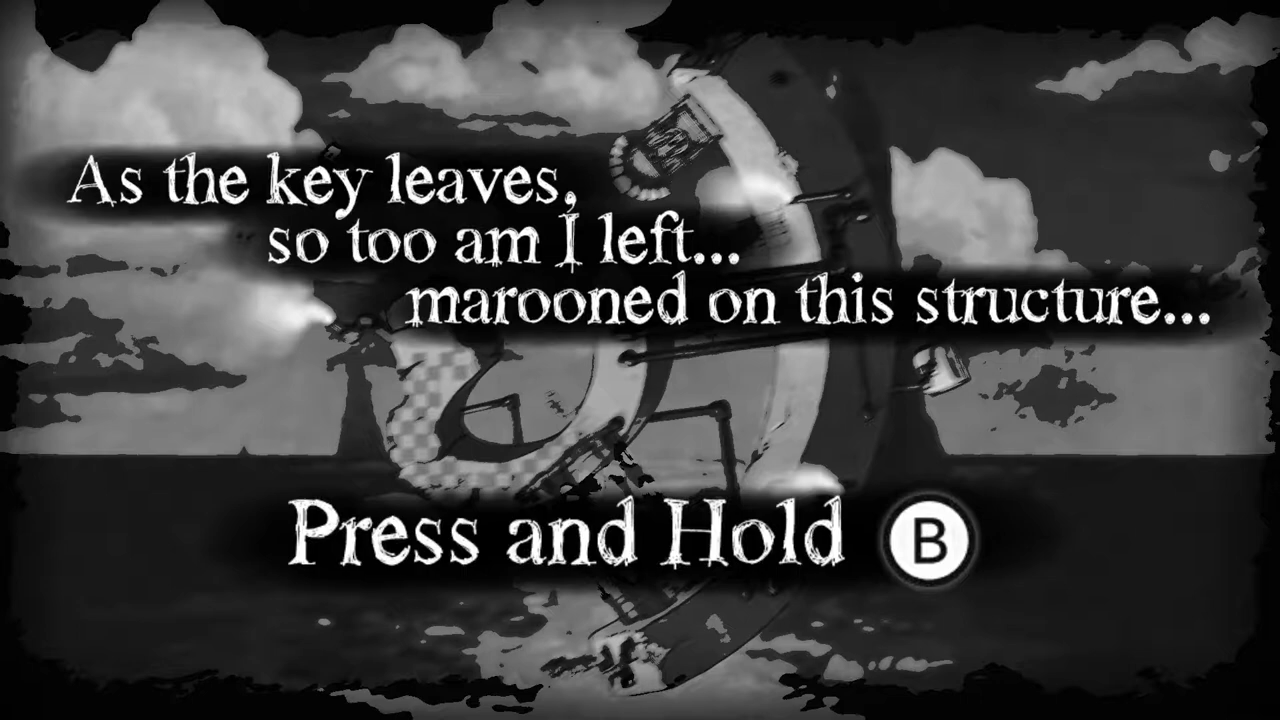 As the key leaves,
so too am I left...
marooned on this structure...
Press and Hold B